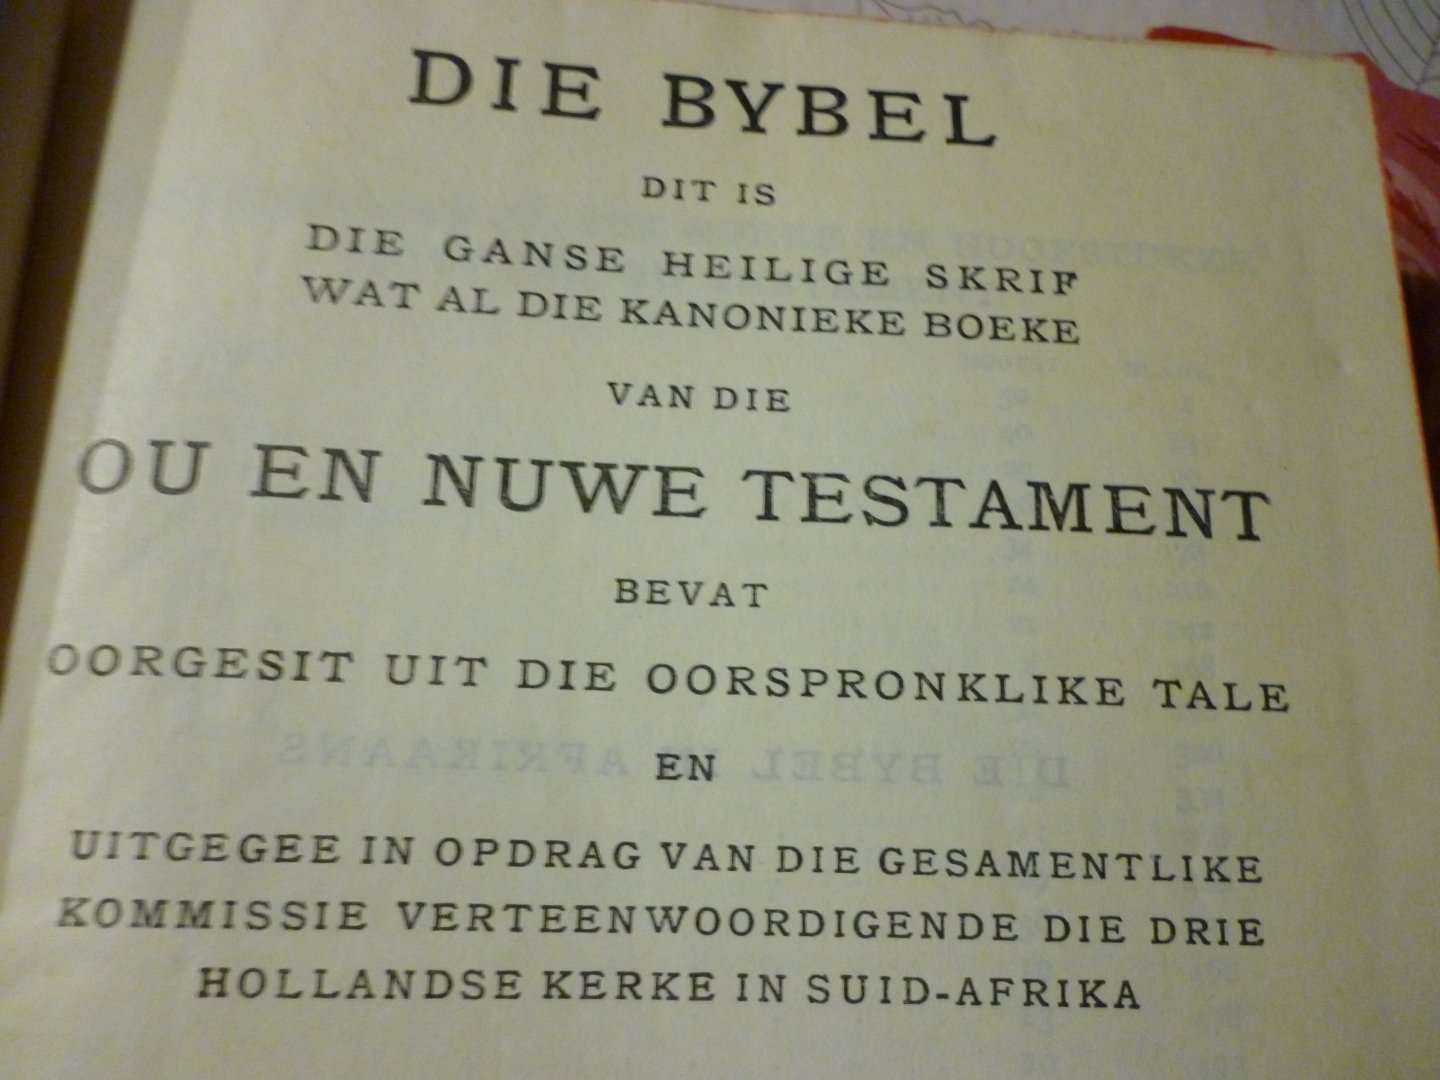 DIE BYBEL
DIT IS
DIE GANSE HEILIGE SKRIF
WAT AL DIE KANONIEKE BOEKE
VAN DIE
OU EN NUWE TESTAMENT
BEVAT
OORGESIT UIT DIE OORSPRONKLIKE TALE
EN
UITGEGEE IN OPDRAG VAN DIE GESAMENTLIKE
KOMMISSIE VERTEENWOORDIGENDE DIE DRIE
HOLLANDSE KERKE IN SUID-AFRIKA